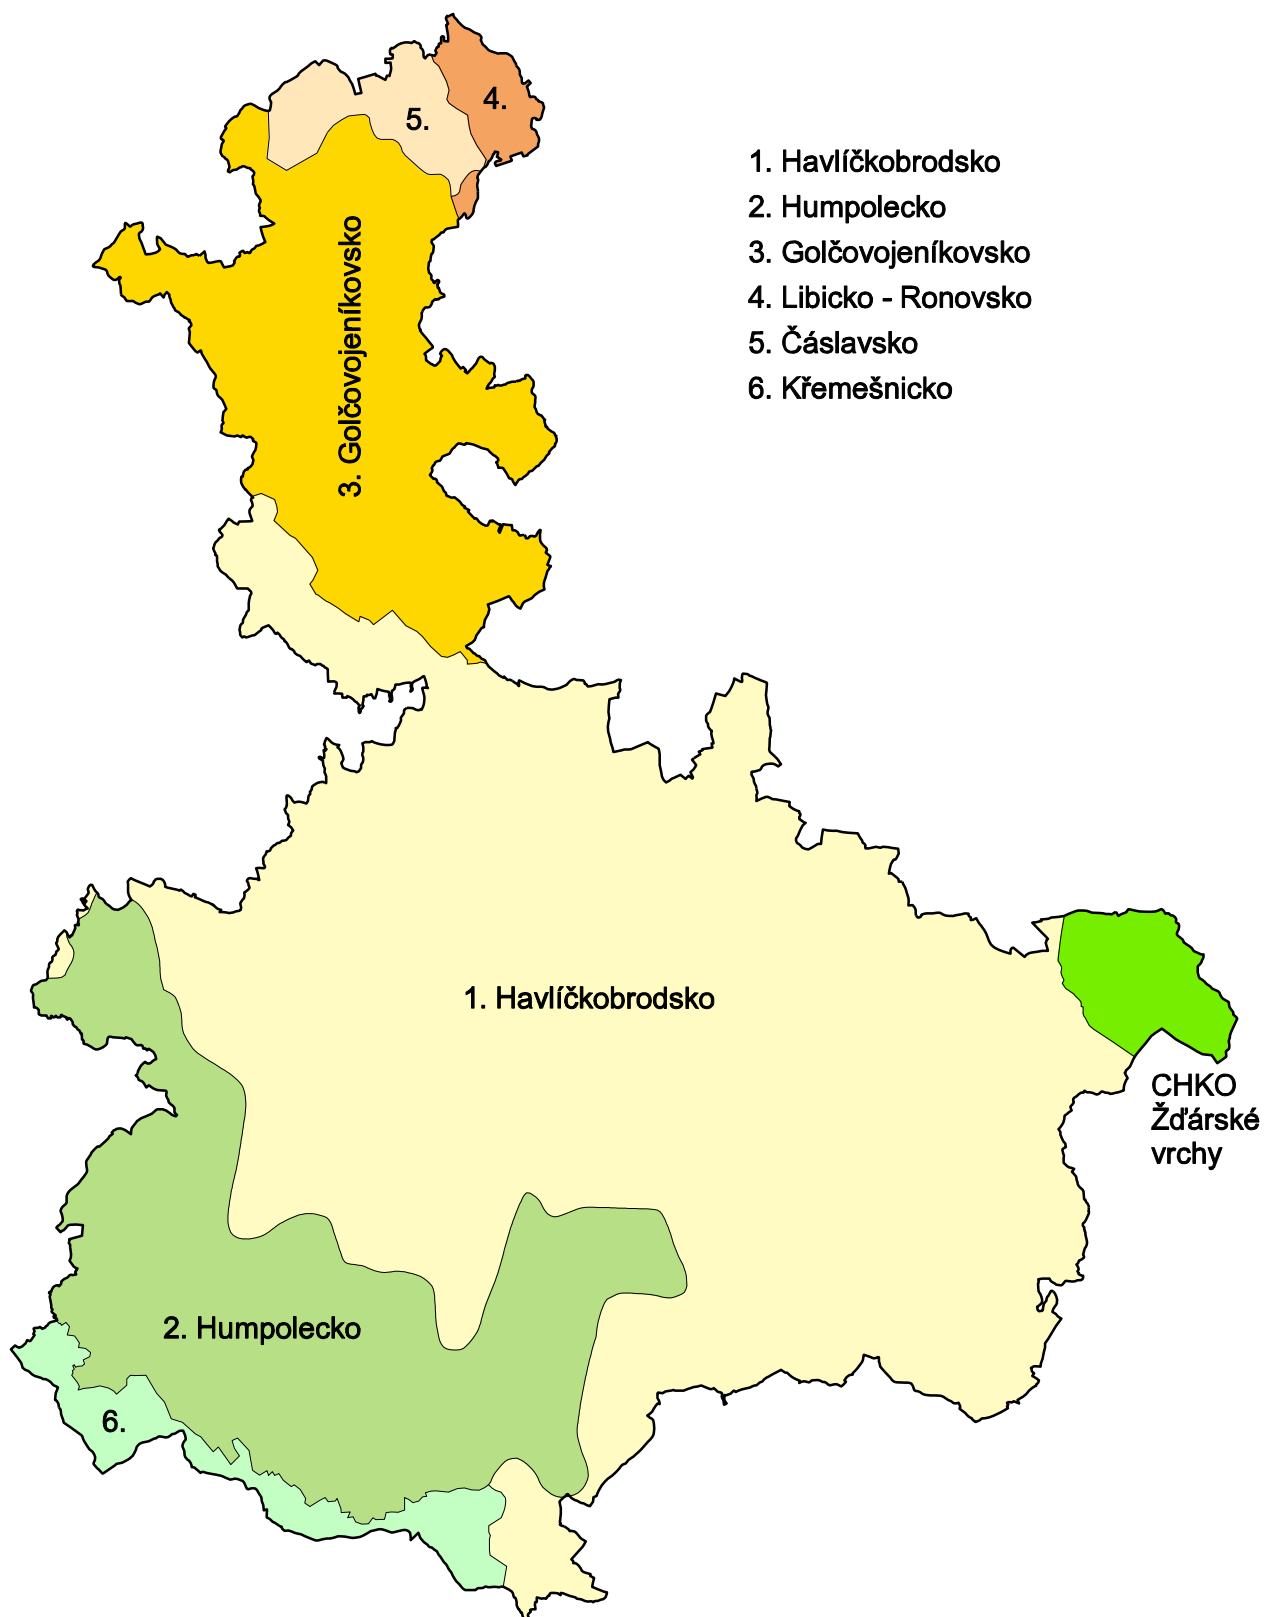 4.
5.
1. Havlíčkobrodsko
2. Humpolecko
3. Golčovojeníkovsko
4. Libicko - Ronovsko
5. Čáslavsko
6. Křemešnicko
3. Golčovojeníkovsko
1. Havlíčkobrodsko
CHKO
Žďárské
vrchy
2. Humpolecko
6.